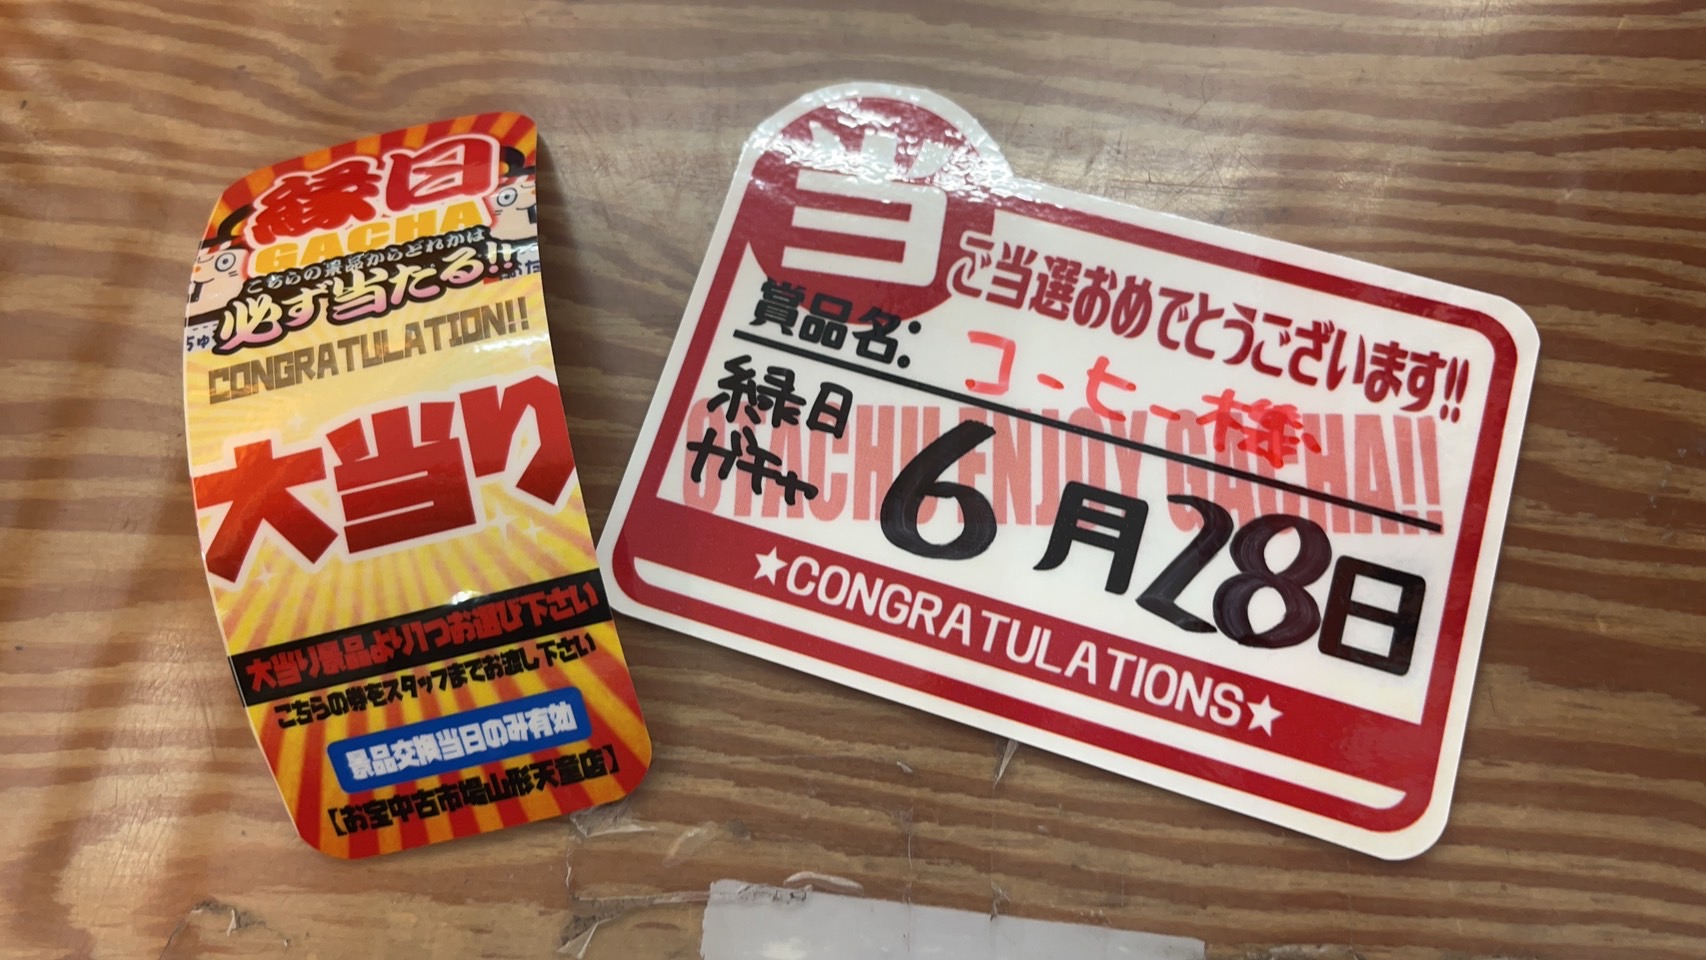 縁日
GACHA
こちらの景品からどれかは
必ず当たる!!
CONGRATULATION!!
大当り
大当り景品より1つお選び下さい
こちらの券をスタッフまでお渡し下さい
景品交換当日のみ有効
【お宝中古市場山形天童店】
当
ご当選おめでとうございます!!
賞品名:
コーヒー様
縁日
ガチャ
6月28日
ENJOY GACHA!!
★CONGRATULATIONS★